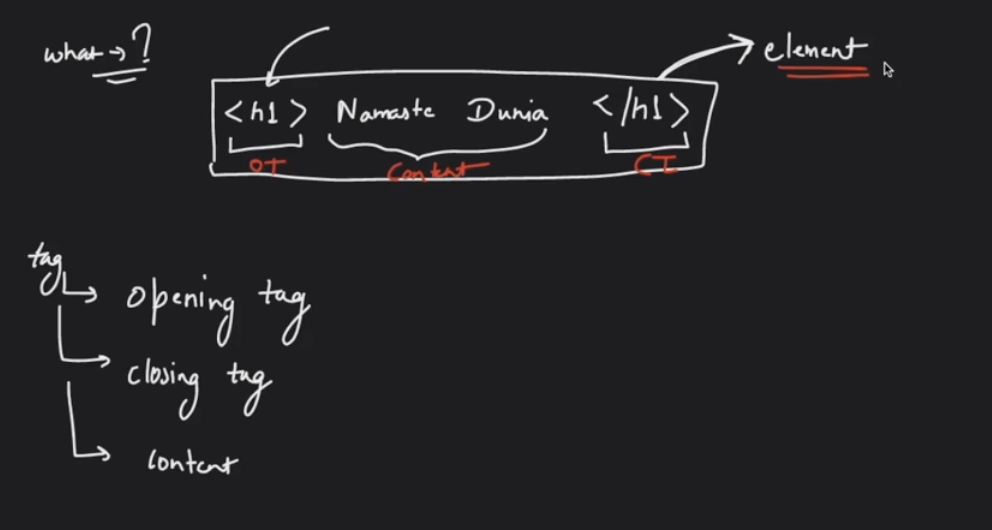 what → ?
element
<h1> Namaste Dunia </h1>
OT Content CT
tag
opening tag
closing tag
content